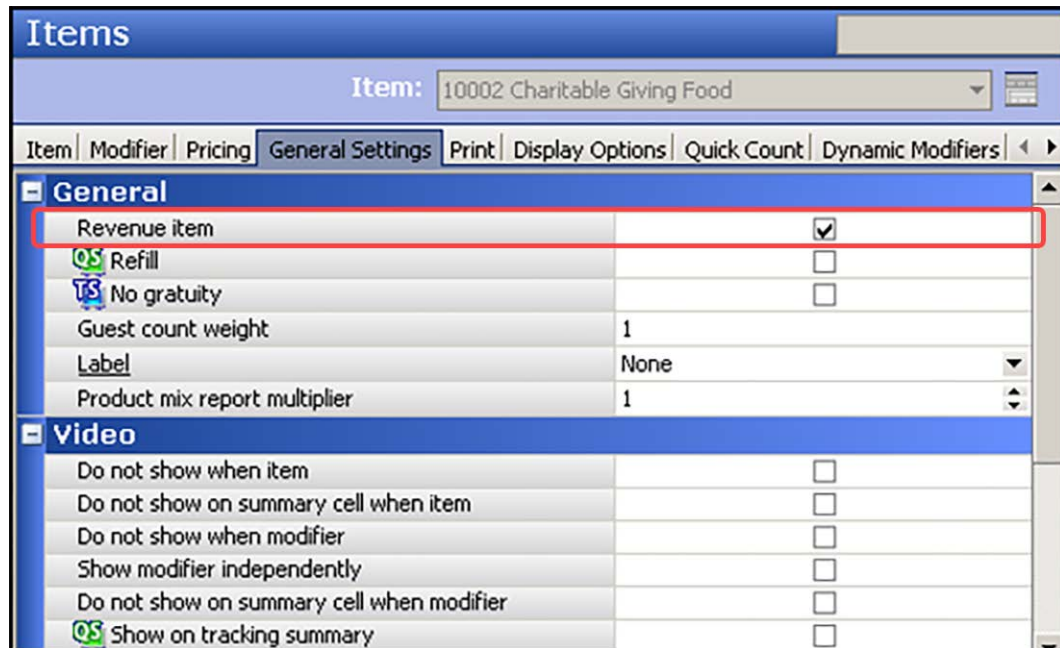 Items
Item: 10002 Charitable Giving Food
Item Modifier Pricing General Settings Print Display Options Quick Count Dynamic Modifiers
General
Revenue item
QS Refill
TS No gratuity
Guest count weight 1
Label None
Product mix report multiplier 1
Video
Do not show when item
Do not show on summary cell when item
Do not show when modifier
Show modifier independently
Do not show on summary cell when modifier
QS Show on tracking summary